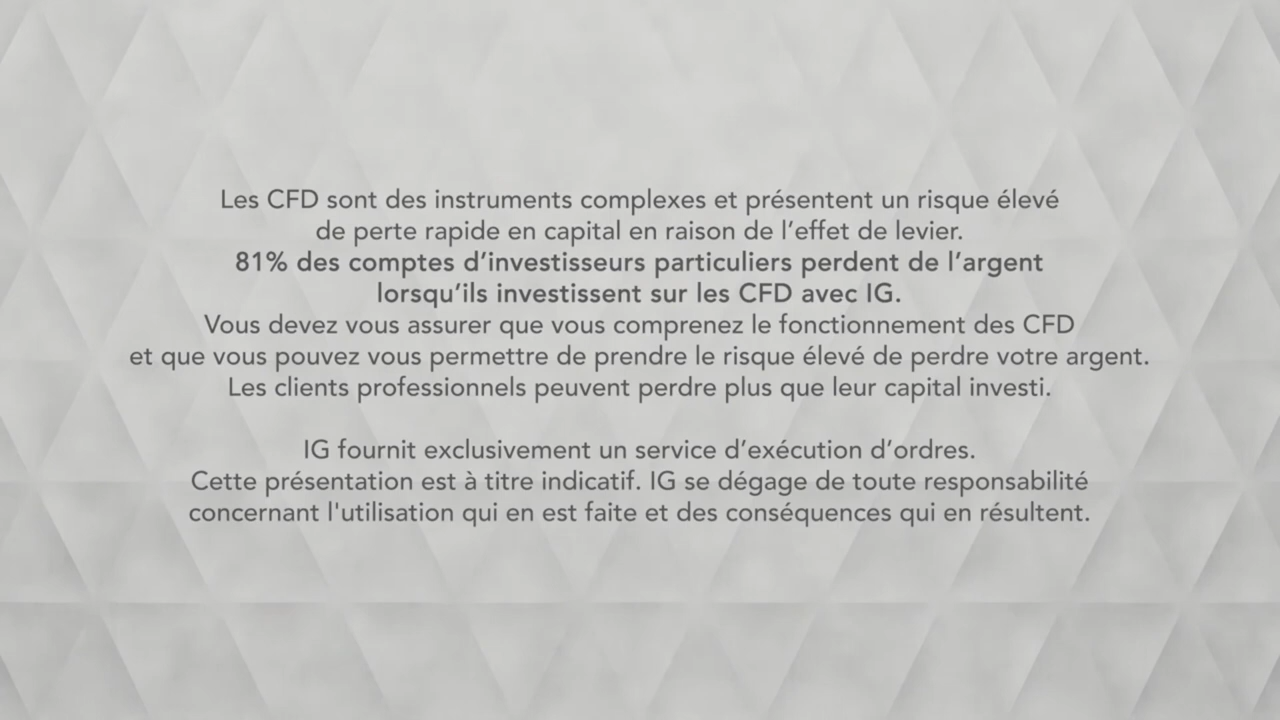 Les CFD sont des instruments complexes et présentent un risque élevé
de perte rapide en capital en raison de l’effet de levier.
81% des comptes d’investisseurs particuliers perdent de l’argent
lorsqu’ils investissent sur les CFD avec IG.
Vous devez vous assurer que vous comprenez le fonctionnement des CFD
et que vous pouvez vous permettre de prendre le risque élevé de perdre votre argent.
Les clients professionnels peuvent perdre plus que leur capital investi.
IG fournit exclusivement un service d’exécution d’ordres.
Cette présentation est à titre indicatif. IG se dégage de toute responsabilité
concernant l'utilisation qui en est faite et des conséquences qui en résultent.